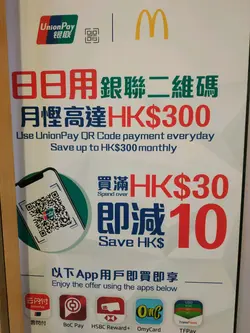 UnionPay
银联
日日用銀聯二維碼
月慳高達HK$300
Use UnionPay QR Code payment everyday
Save up to HK$300 monthly
買滿HK$30
Spend over
即減10
Save HK$
以下App用戶即買即享
Enjoy the offer using the apps below
BoC Pay
HSBC Reward+
OmyCard
TFPay